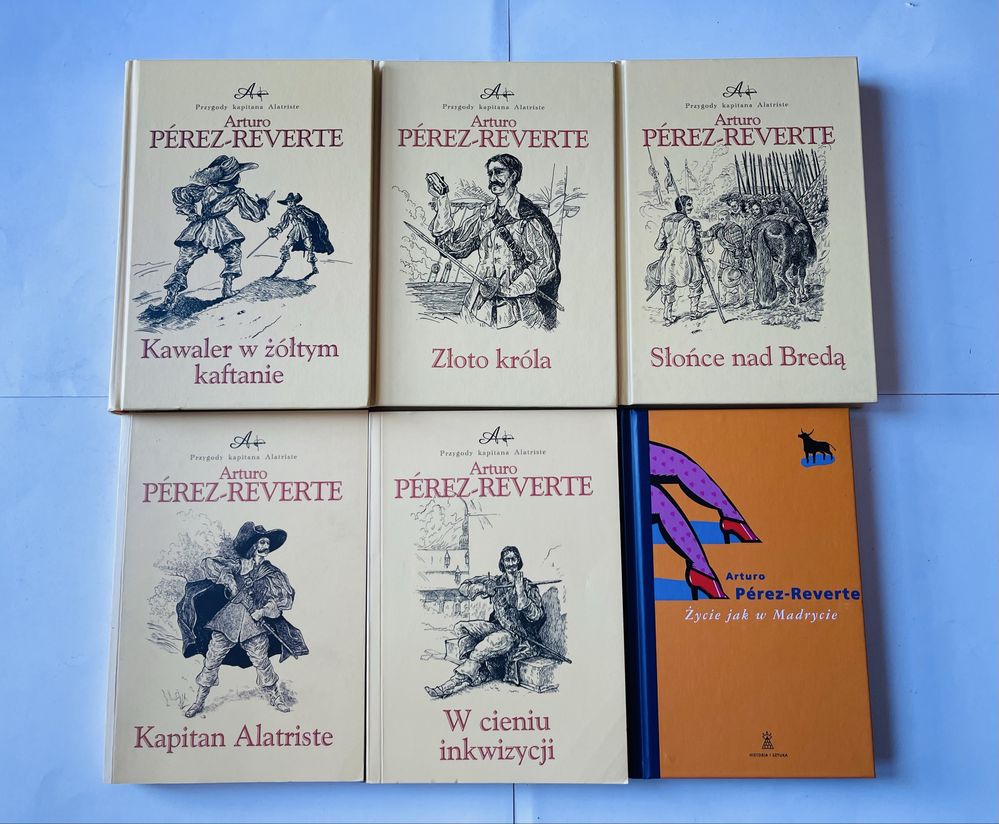 Przygody kapitana Alatriste
Arturo
PÉREZ-REVERTE
Kawaler w żółtym
kaftanie
Przygody kapitana Alatriste
Arturo
PÉREZ-REVERTE
Złoto króla
Przygody kapitana Alatriste
Arturo
PÉREZ-REVERTE
Słońce nad Bredą
Przygody kapitana Alatriste
Arturo
PÉREZ-REVERTE
Kapitan Alatriste
Przygody kapitana Alatriste
Arturo
PÉREZ-REVERTE
W cieniu
inkwizycji
Arturo
Pérez-Reverte
Życie jak w Madrycie
HISTORIA I SZTUKA